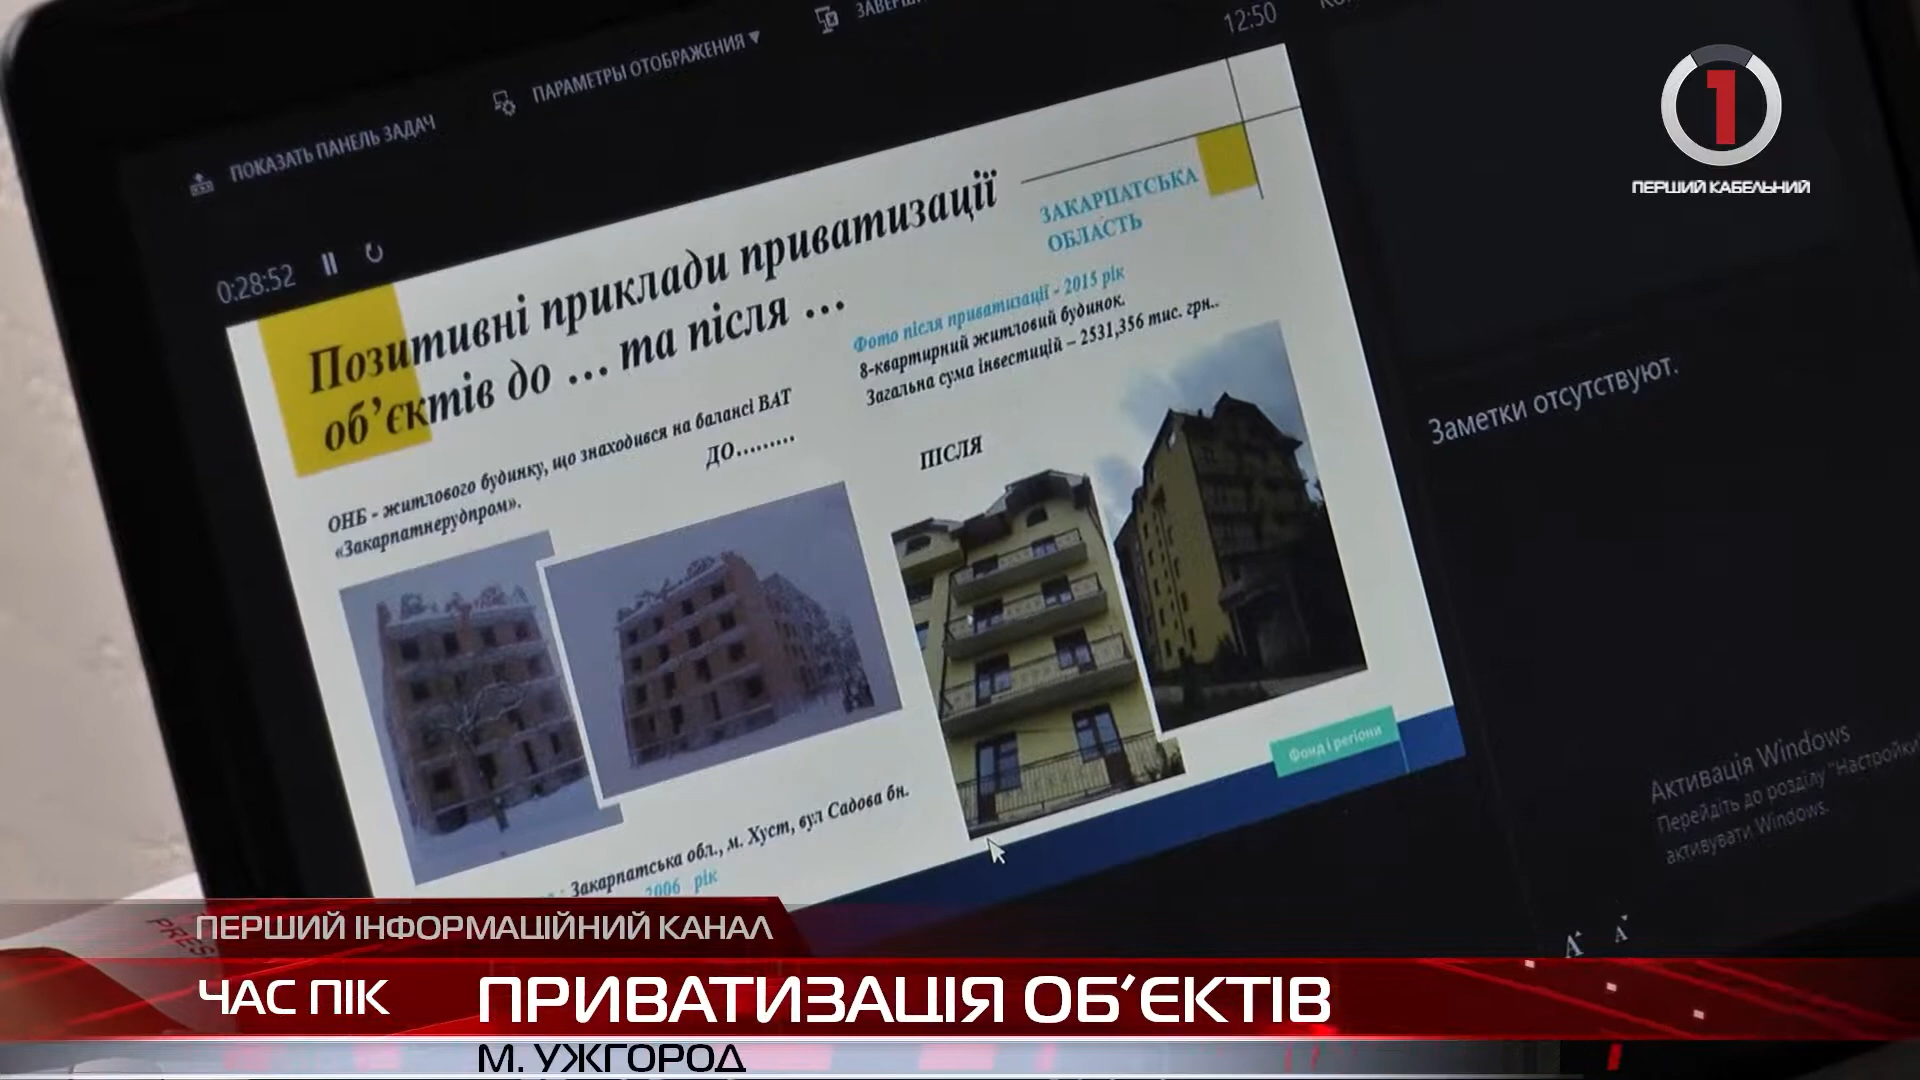 ЗАВЕРШ
12:50
ПАРАМЕТРЫ ОТОБРАЖЕНИЯ ▼
ПОКАЗАТЬ ПАНЕЛЬ ЗАДАЧ
1
ПЕРШИЙ КАБЕЛЬНИЙ
0:28:52
Позитивні приклади приватизації
об’єктів до … та після …
ЗАКАРПАТСЬКА
ОБЛАСТЬ
Фото після приватизації - 2015 рік
8-квартирний житловий будинок.
Загальна сума інвестицій – 2531,356 тис. грн..
ОНБ - житлового будинку, що знаходився на балансі ВАТ
«Закарпатнерудпром».
ДО………
ПІСЛЯ
Заметки отсутствуют.
Фонд і регіони
Закарпатська обл., м. Хуст, вул Садова бн.
2006 рік
Активація Windows
Перейдіть до розділу "Настройки"
активувати Windows.
PRES
ПЕРШИЙ ІНФОРМАЦІЙНИЙ КАНАЛ
ЧАС ПІК
ПРИВАТИЗАЦІЯ ОБ’ЄКТІВ
М. УЖГОРОД